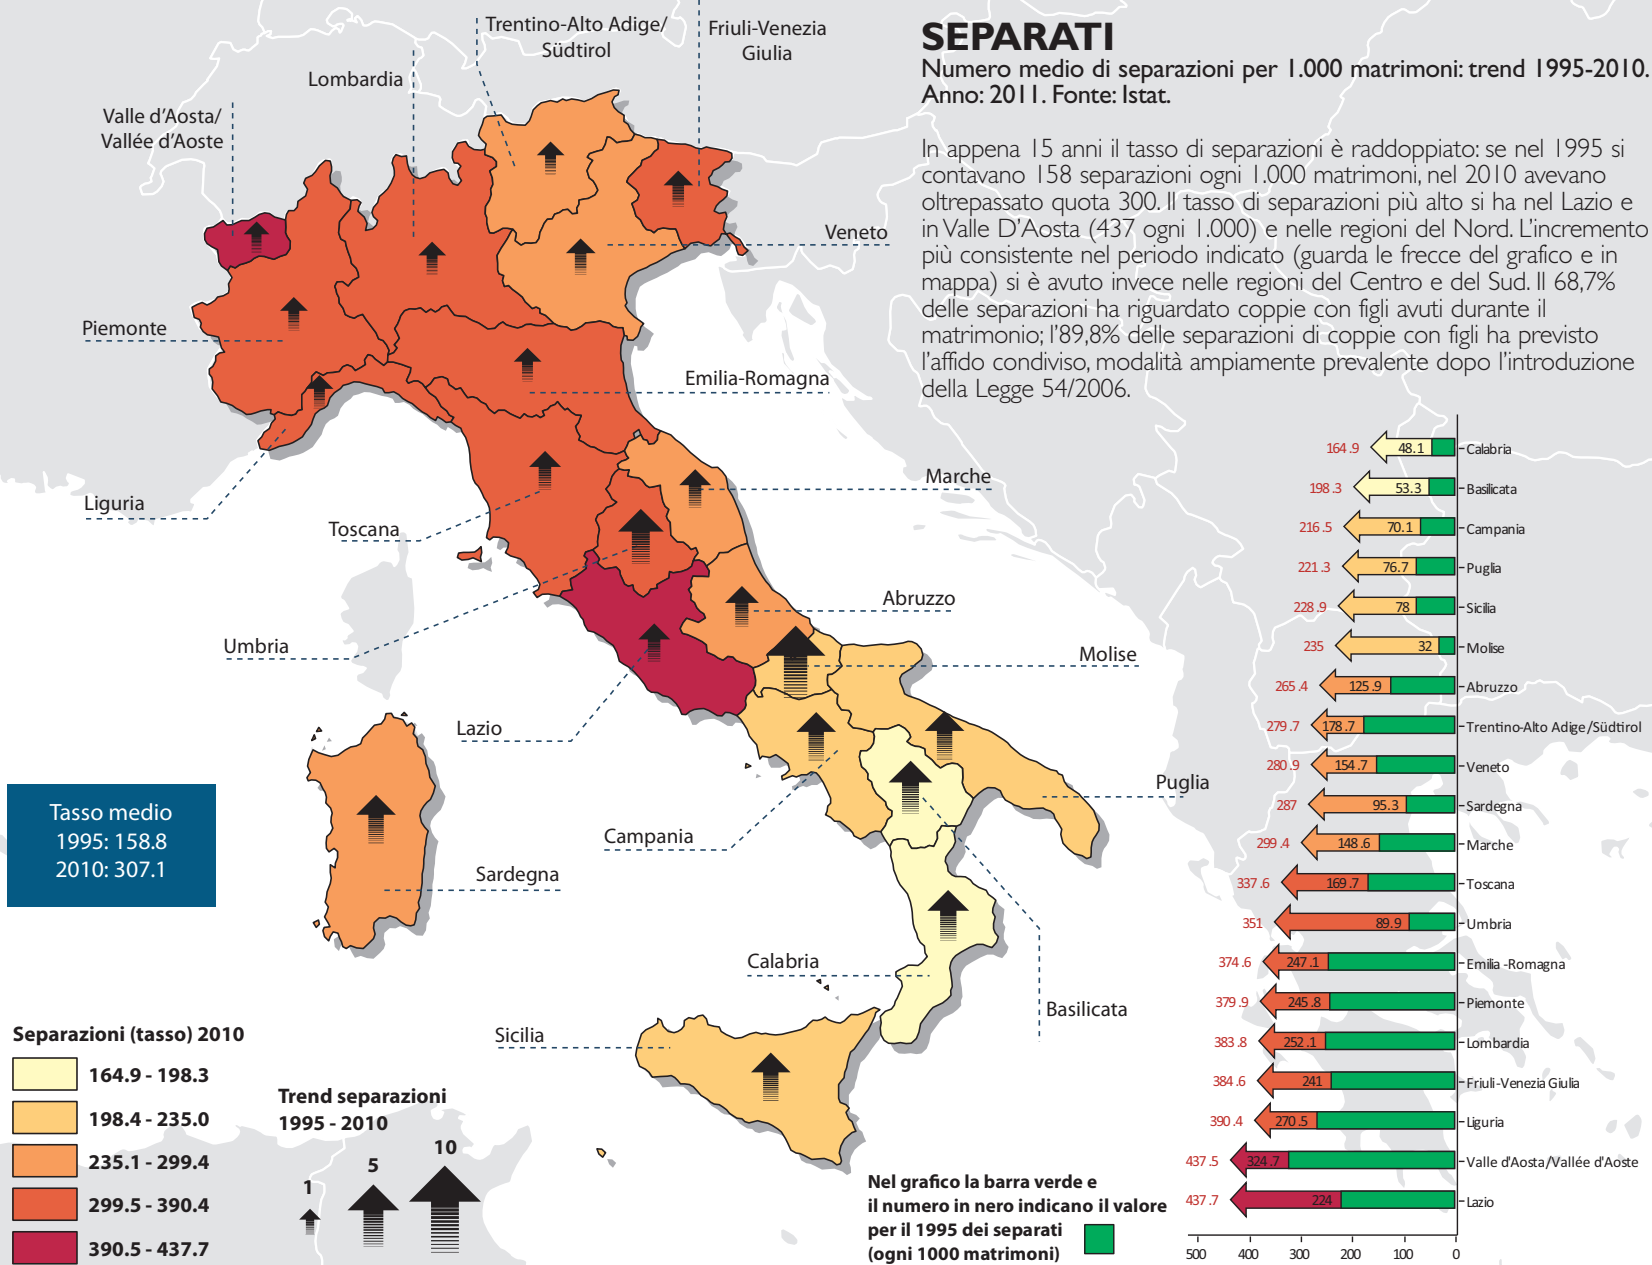 SEPARATI
Numero medio di separazioni per 1.000 matrimoni: trend 1995-2010.
Anno: 2011. Fonte: Istat.
In appena 15 anni il tasso di separazioni è raddoppiato: se nel 1995 si
contavano 158 separazioni ogni 1.000 matrimoni, nel 2010 avevano
oltrepassato quota 300. Il tasso di separazioni più alto si ha nel Lazio e
in Valle D'Aosta (437 ogni 1.000) e nelle regioni del Nord. L'incremento
più consistente nel periodo indicato (guarda le frecce del grafico e in
mappa) si è avuto invece nelle regioni del Centro e del Sud. Il 68,7%
delle separazioni ha riguardato coppie con figli avuti durante il
matrimonio; l'89,8% delle separazioni di coppie con figli ha previsto
l'affido condiviso, modalità ampiamente prevalente dopo l'introduzione
della Legge 54/2006.
Trentino-Alto Adige/
Südtirol
Friuli-Venezia
Giulia
Lombardia
Valle d'Aosta/
Vallée d'Aoste
Veneto
Piemonte
Emilia-Romagna
Liguria
Toscana
Marche
Umbria
Abruzzo
Molise
Lazio
Puglia
Campania
Sardegna
Calabria
Basilicata
Sicilia
Tasso medio
1995: 158.8
2010: 307.1
Separazioni (tasso) 2010
164.9 - 198.3
198.4 - 235.0
235.1 - 299.4
299.5 - 390.4
390.5 - 437.7
Trend separazioni
1995 - 2010
1
5
10
Nel grafico la barra verde e
il numero in nero indicano il valore
per il 1995 dei separati
(ogni 1000 matrimoni)
164.9 48.1 Calabria
198.3 53.3 Basilicata
216.5 70.1 Campania
221.3 76.7 Puglia
228.9 78 Sicilia
235 32 Molise
265.4 125.9 Abruzzo
279.7 178.7 Trentino-Alto Adige/Südtirol
280.9 154.7 Veneto
287 95.3 Sardegna
299.4 148.6 Marche
337.6 169.7 Toscana
351 89.9 Umbria
374.6 247.1 Emilia-Romagna
379.9 245.8 Piemonte
383.8 252.1 Lombardia
384.6 241 Friuli-Venezia Giulia
390.4 270.5 Liguria
437.5 324.7 Valle d'Aosta/Vallée d'Aoste
437.7 224 Lazio
500 400 300 200 100 0